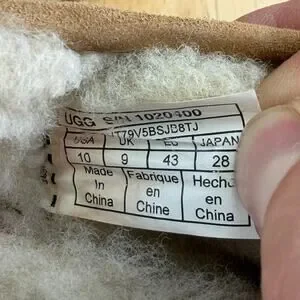 UGG S/N 1020400
T79V5BSJB8TJ
USA UK EU JAPAN
10 9 43 28
Made Fabrique Hecho
in en en
China Chine China